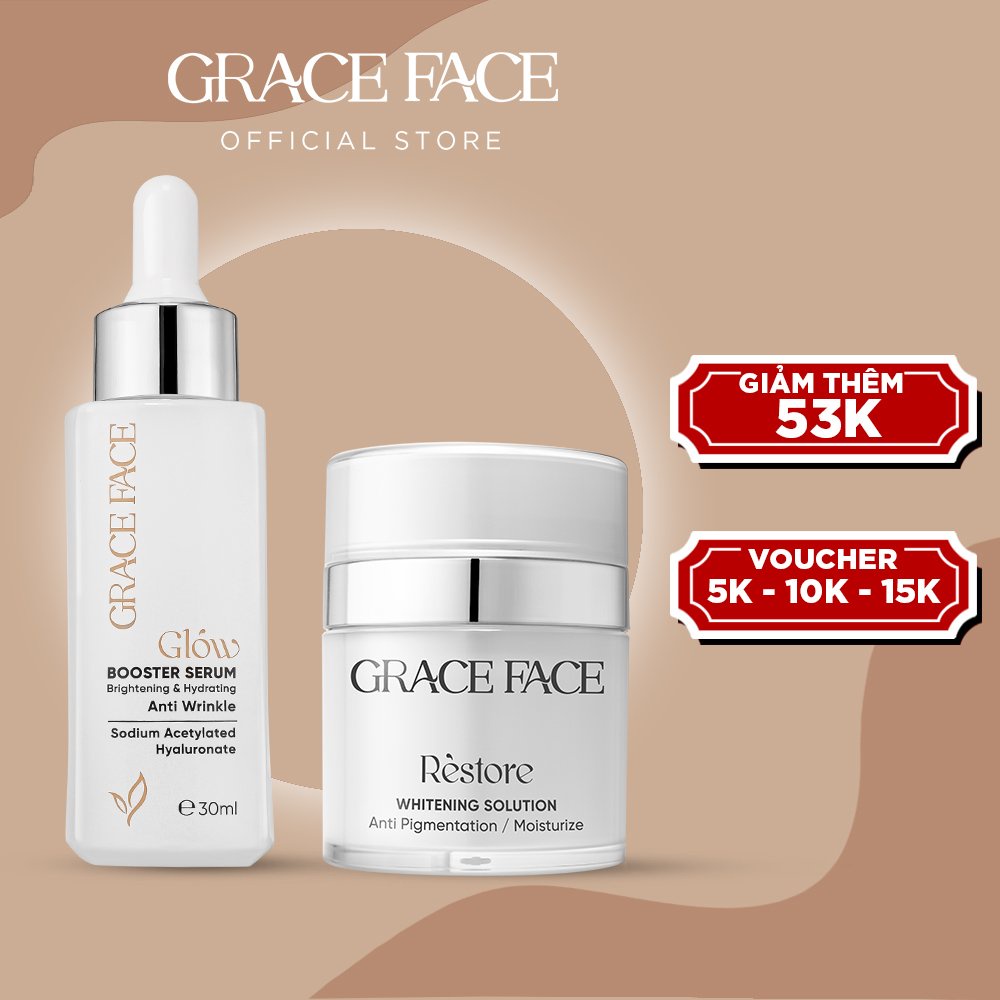 GRACE FACE
OFFICIAL STORE
GRACE FACE
Glów
BOOSTER SERUM
Brightening & Hydrating
Anti Wrinkle
Sodium Acetylated
Hyaluronate
℮30ml
GRACE FACE
Rèstore
WHITENING SOLUTION
Anti Pigmentation / Moisturize
GIẢM THÊM
53K
VOUCHER
5K - 10K - 15K